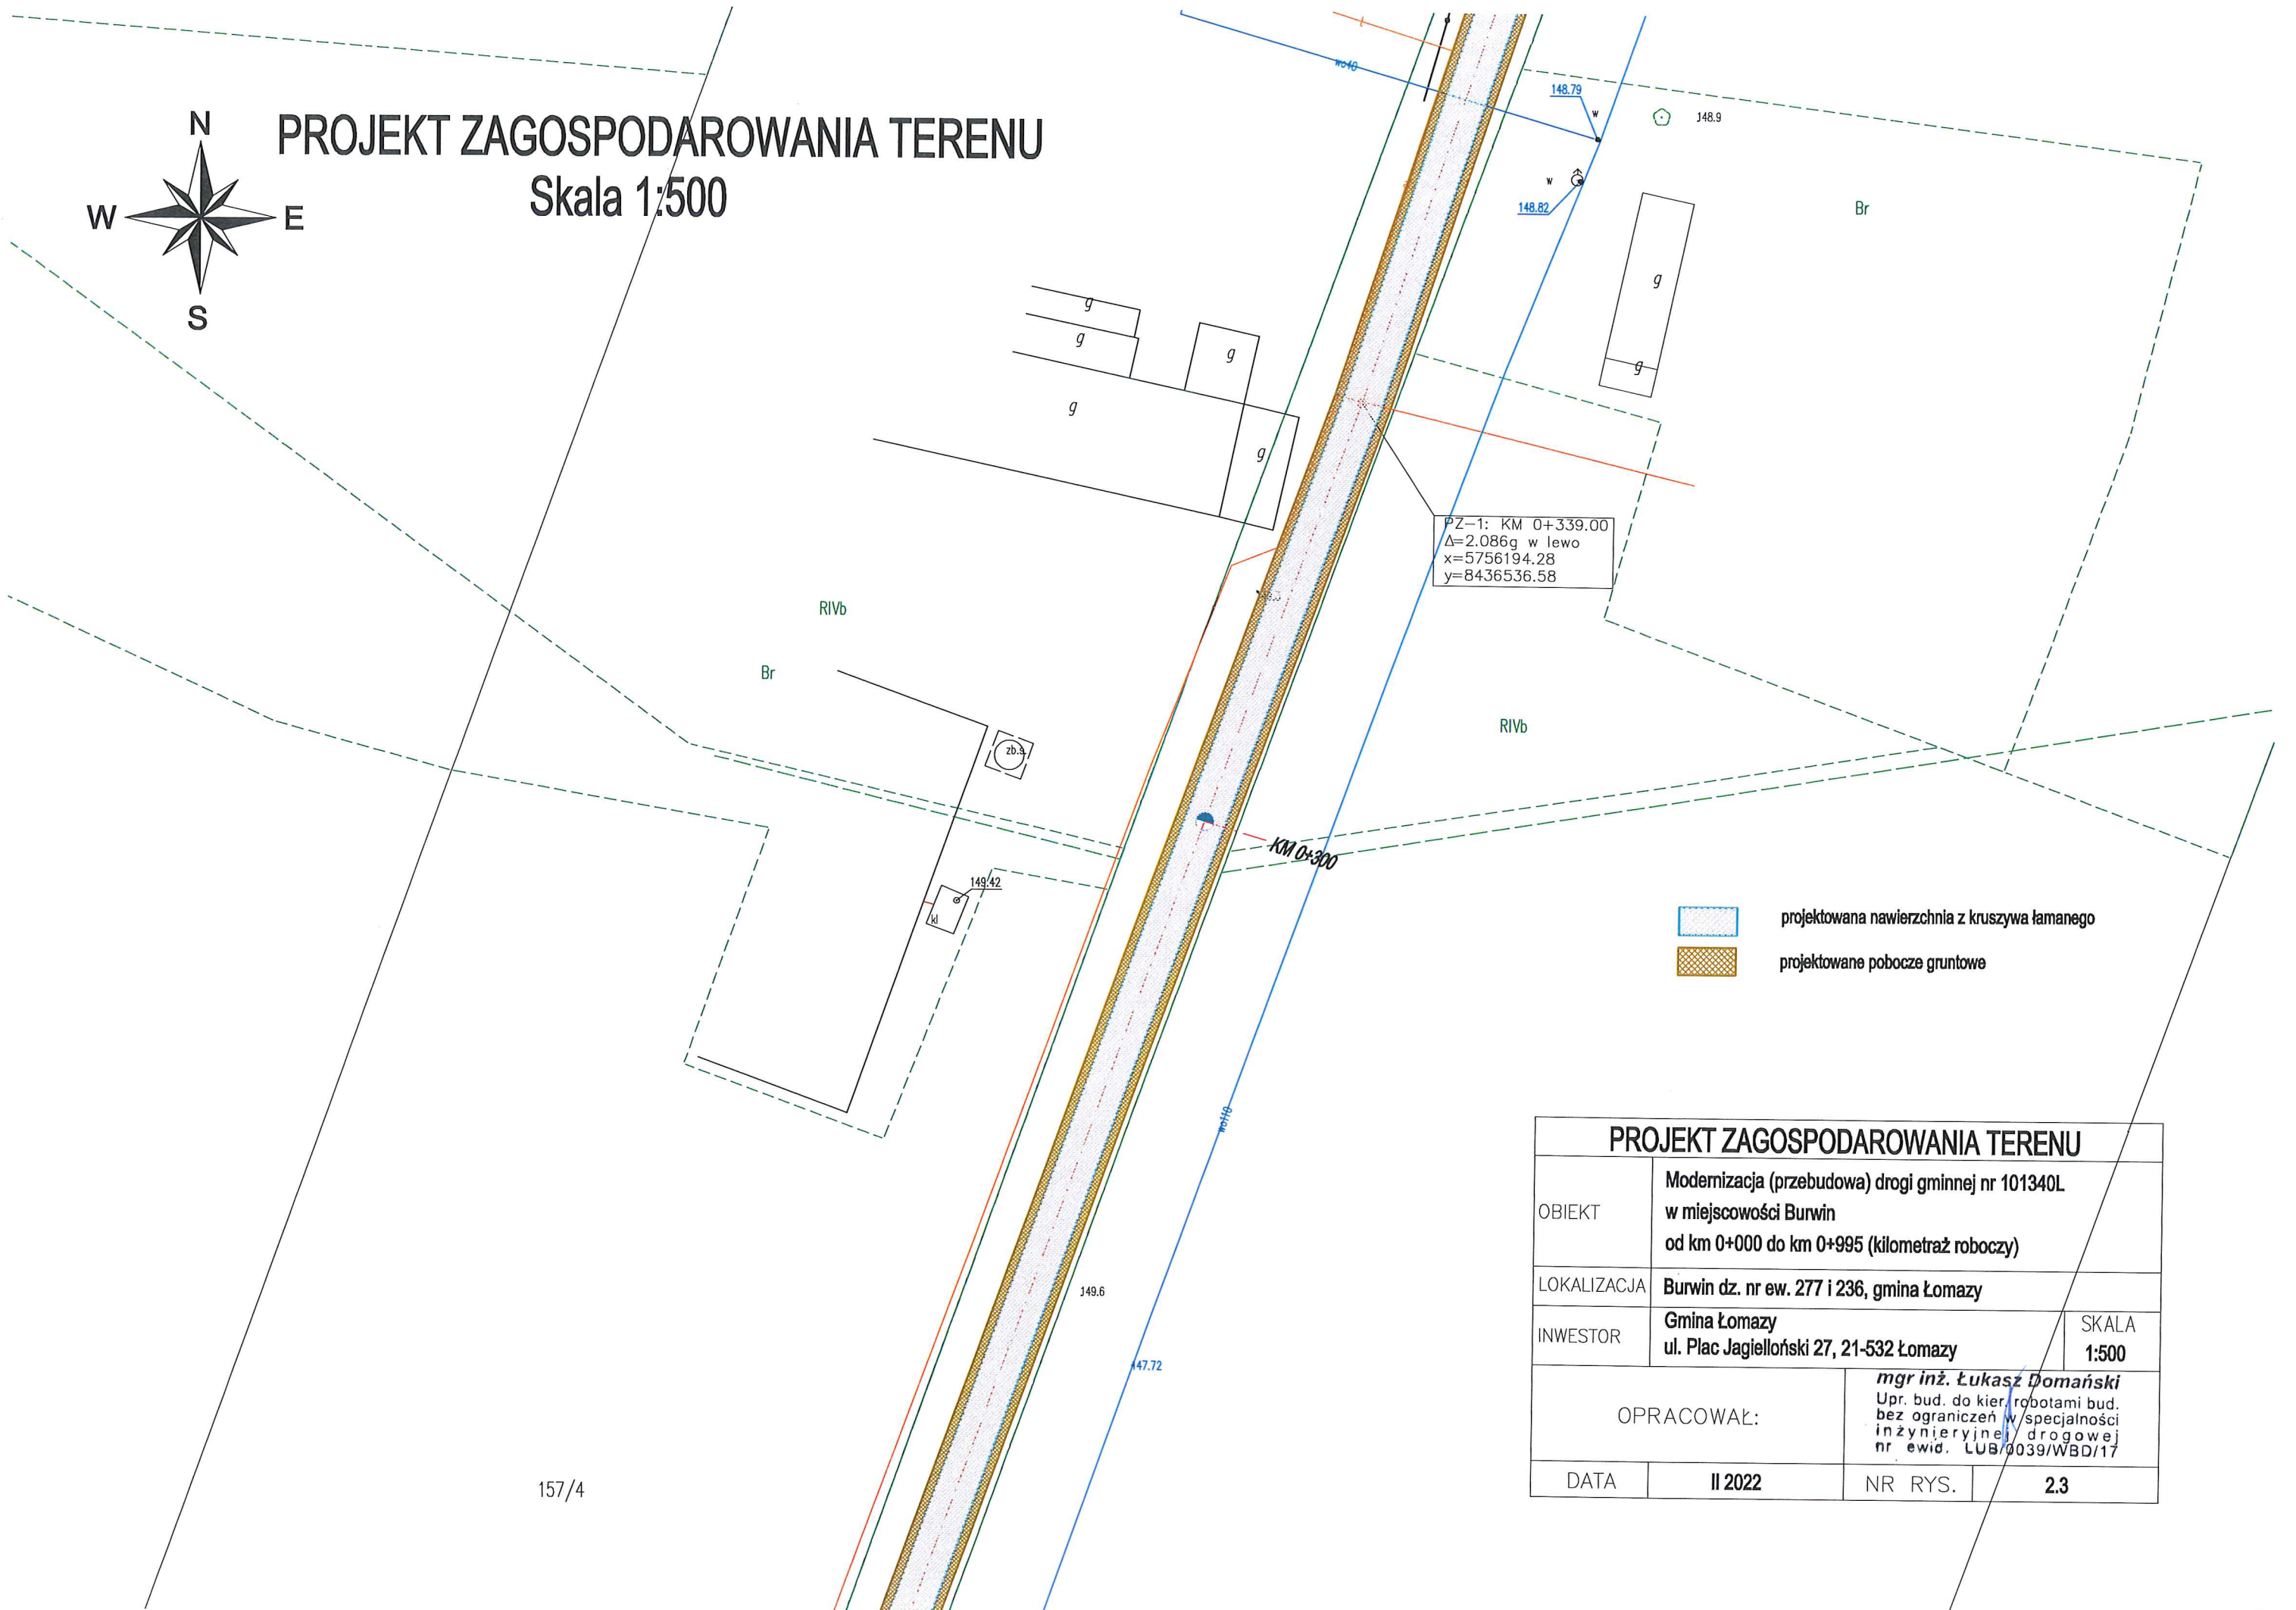 wo40
148.79
w
148.9
N
PROJEKT ZAGOSPODAROWANIA TERENU
Skala 1:500
W
E
S
w
148.82
Br
g
g
g
g
g
g
g
PZ-1: KM 0+339.00
Δ=2.086g w lewo
x=5756194.28
y=8436536.58
RIVb
Br
RIVb
zb.s.
KM 0+300
149.42
kl
projektowana nawierzchnia z kruszywa łamanego
projektowane pobocze gruntowe
wo110
149.6
147.72
157/4
PROJEKT ZAGOSPODAROWANIA TERENU
OBIEKT
Modernizacja (przebudowa) drogi gminnej nr 101340L
w miejscowości Burwin
od km 0+000 do km 0+995 (kilometraż roboczy)
LOKALIZACJA
Burwin dz. nr ew. 277 i 236, gmina Łomazy
INWESTOR
Gmina Łomazy
ul. Plac Jagielloński 27, 21-532 Łomazy
SKALA
1:500
OPRACOWAŁ:
mgr inż. Łukasz Domański
Upr. bud. do kier. robotami bud.
bez ograniczeń w specjalności
inżynieryjnej drogowej
nr ewid. LUB/0039/WBD/17
DATA
II 2022
NR RYS.
2.3